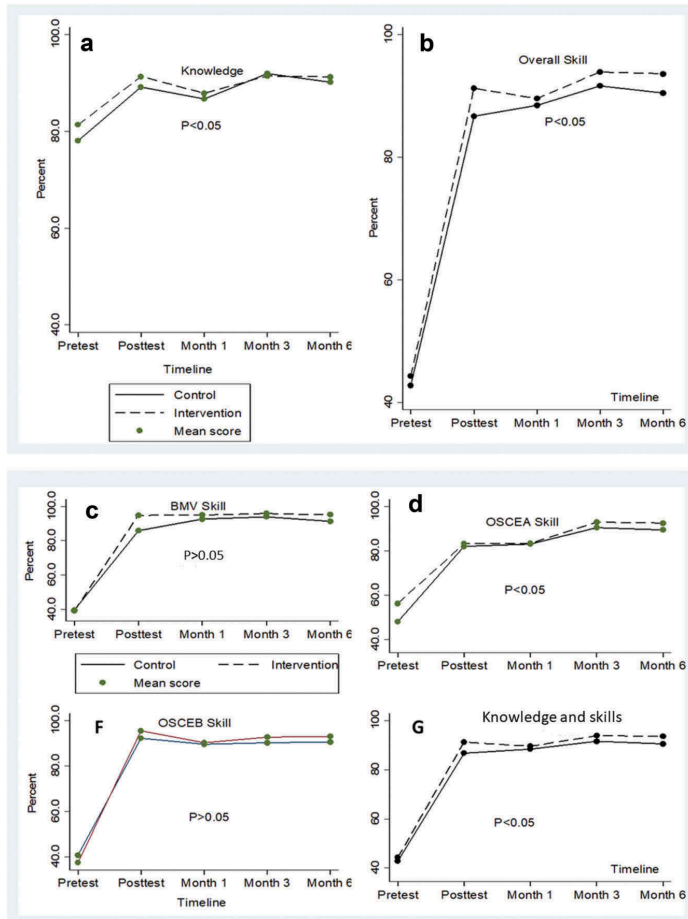 a
Knowledge
P<0.05
Percent
100.0
80.0
60.0
40.0
Pretest Posttest Month 1 Month 3 Month 6
Timeline
Control
Intervention
Mean score
b
Overall Skill
P<0.05
Percent
100
80
60
40
Timeline
Pretest Posttest Month 1 Month 3 Month 6
c
BMV Skill
P>0.05
Percent
100.0
80.0
60.0
40.0
Pretest Posttest Month 1 Month 3 Month 6
Control Intervention
Mean score
d
OSCEA Skill
P<0.05
Percent
100.0
80.0
60.0
40.0
Pretest Posttest Month 1 Month 3 Month 6
F
OSCEB Skill
P>0.05
Percent
100.0
80.0
60.0
40.0
Pretest Posttest Month 1 Month 3 Month 6
Timeline
G
Knowledge and skills
P<0.05
Percent
100
80
60
40
Timeline
Pretest Posttest Month 1 Month 3 Month 6